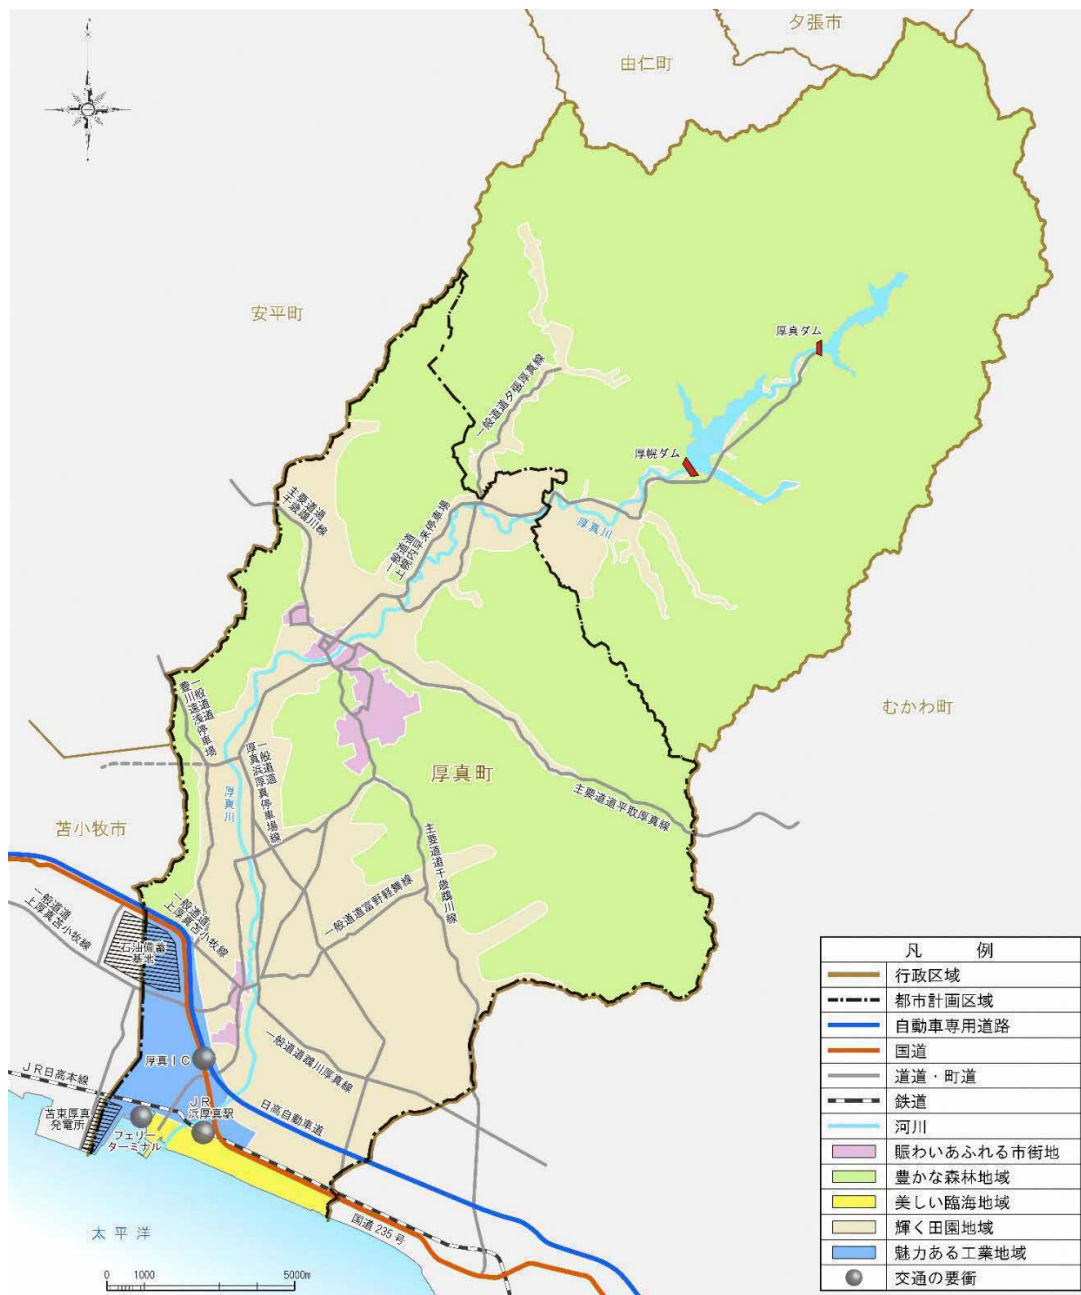 夕張市
由仁町
安平町
厚真ダム
一般道道夕張厚真線
厚幌ダム
主要道道
千歳鵡川線
一般道道
上幌内早来停車場
厚真川
むかわ町
一般道道
豊川遠浅停車場
一般道道
厚真浜厚真停車場線
厚真町
厚真川
主要道道平取厚真線
苫小牧市
主要道道千歳鵡川線
一般道道富野軽舞線
一般道道
上厚真苫小牧線
一般道道
上厚真苫小牧線
石油備蓄
基地
厚真IC
一般道道鵡川厚真線
JR日高本線
JR
浜厚真駅
日高自動車道
苫東厚真
発電所
フェリー
ターミナル
国道235号
太平洋
0 1000 5000m
凡 例
行政区域
都市計画区域
自動車専用道路
国道
道道・町道
鉄道
河川
賑わいあふれる市街地
豊かな森林地域
美しい臨海地域
輝く田園地域
魅力ある工業地域
交通の要衝